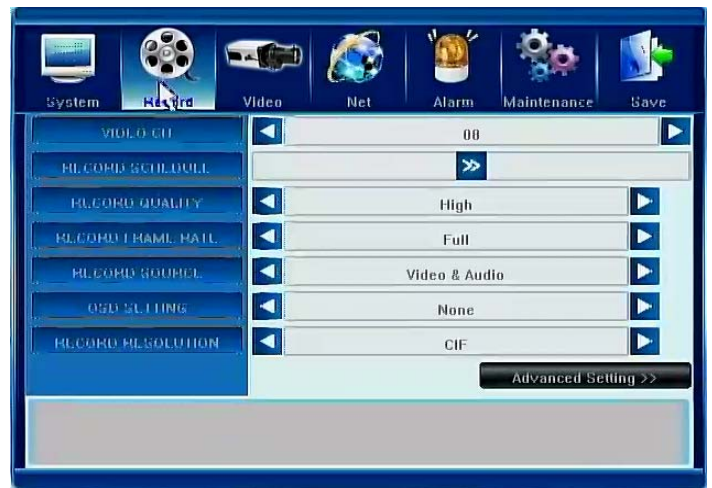 System Record Video Net Alarm Maintenance Save
VIDEO CH 08
RECORD SCHEDULE
RECORD QUALITY High
RECORD FRAME RATE Full
RECORD SOURCE Video & Audio
OSD SETTING None
RECORD RESOLUTION CIF
Advanced Setting >>